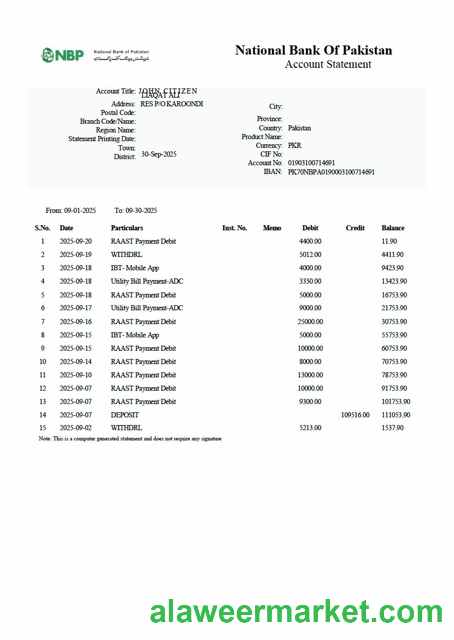 NBP
National Bank of Pakistan
National Bank Of Pakistan
Account Statement
Account Title: JOHN CITIZEN
LIAQAT ALI
Address: RES P/O KAROONDI
Postal Code:
Branch Code/Name:
Region Name:
Statement Printing Date:
Town:
District: 30-Sep-2025
City:
Province:
Country: Pakistan
Product Name:
Currency: PKR
CIF No:
Account No: 01903100714691
IBAN: PK70NBPA0190003100714691
From: 09-01-2025 To: 09-30-2025
S.No. Date Particulars Inst. No. Memo Debit Credit Balance
1 2025-09-20 RAAST Payment Debit 4400.00 11.90
2 2025-09-19 WITHDRL 5012.00 4411.90
3 2025-09-18 IBT- Mobile App 4000.00 9423.90
4 2025-09-18 Utility Bill Payment-ADC 3330.00 13423.90
5 2025-09-18 RAAST Payment Debit 5000.00 16753.90
6 2025-09-17 Utility Bill Payment-ADC 9000.00 21753.90
7 2025-09-16 RAAST Payment Debit 25000.00 30753.90
8 2025-09-15 IBT- Mobile App 5000.00 55753.90
9 2025-09-15 RAAST Payment Debit 10000.00 60753.90
10 2025-09-14 RAAST Payment Debit 8000.00 70753.90
11 2025-09-10 RAAST Payment Debit 13000.00 78753.90
12 2025-09-07 RAAST Payment Debit 10000.00 91753.90
13 2025-09-07 RAAST Payment Debit 9300.00 101753.90
14 2025-09-07 DEPOSIT 109516.00 111053.90
15 2025-09-02 WITHDRL 5213.00 1537.90
Note: This is a computer generated statement and does not require any signature
alaweermarket.com